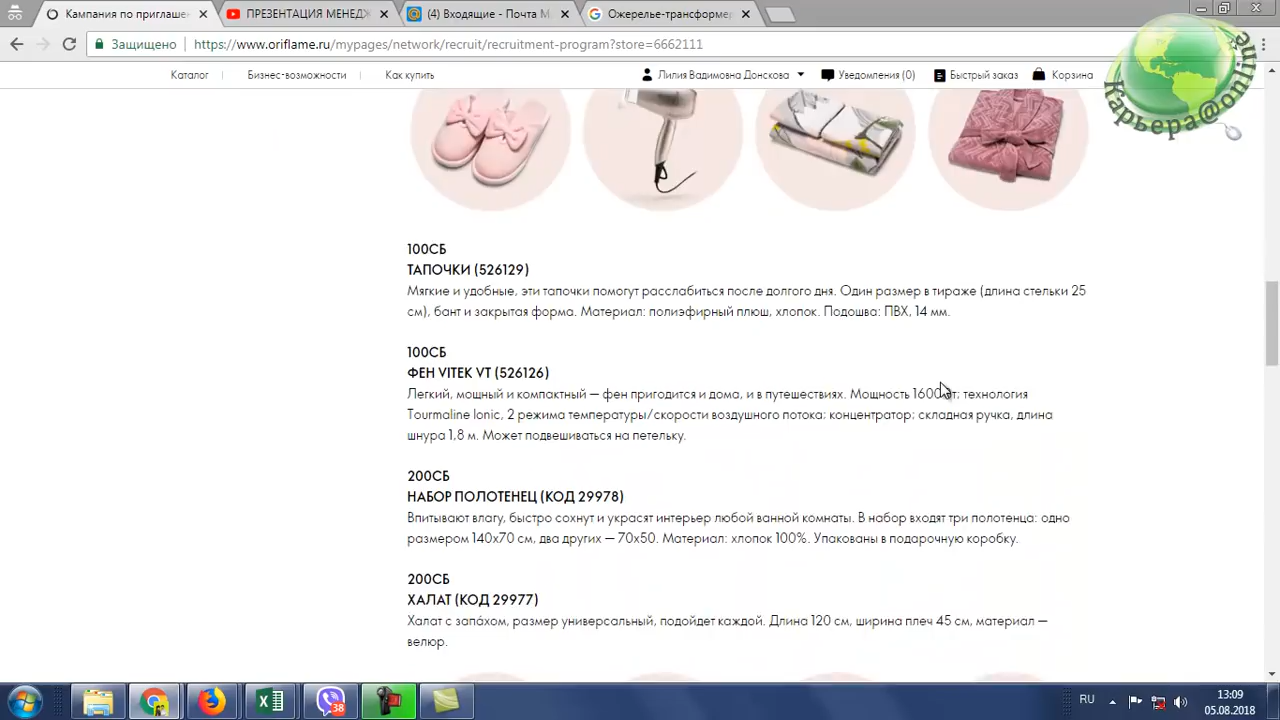 Кампания по приглаше
ПРЕЗЕНТАЦИЯ МЕНЕДЖ
(4) Входящие - Почта М
Ожерелье-трансформе
Защищено
https://www.oriflame.ru/mypages/network/recruit/recruitment-program?store=6662111
Каталог
Бизнес-возможности
Как купить
Лилия Вадимовна Донскова
Уведомления (0)
Быстрый заказ
Корзина
Карьера@online
100СБ
ТАПОЧКИ (526129)
Мягкие и удобные, эти тапочки помогут расслабиться после долгого дня. Один размер в тираже (длина стельки 25
см), бант и закрытая форма. Материал: полиэфирный плюш, хлопок. Подошва: ПВХ, 14 мм.
100СБ
ФЕН VITEK VT (526126)
Легкий, мощный и компактный — фен пригодится и дома, и в путешествиях. Мощность 1600 технология
Tourmaline Ionic, 2 режима температуры/скорости воздушного потока; концентратор; складная ручка, длина
шнура 1,8 м. Может подвешиваться на петельку.
200СБ
НАБОР ПОЛОТЕНЕЦ (КОД 29978)
Впитывают влагу, быстро сохнут и украсят интерьер любой ванной комнаты. В набор входят три полотенца: одно
размером 140х70 см, два других — 70х50. Материал: хлопок 100%. Упакованы в подарочную коробку.
200СБ
ХАЛАТ (КОД 29977)
Халат с запáхом, размер универсальный, подойдет каждой. Длина 120 см, ширина плеч 45 см, материал —
велюр.
38
RU
13:09
05.08.2018